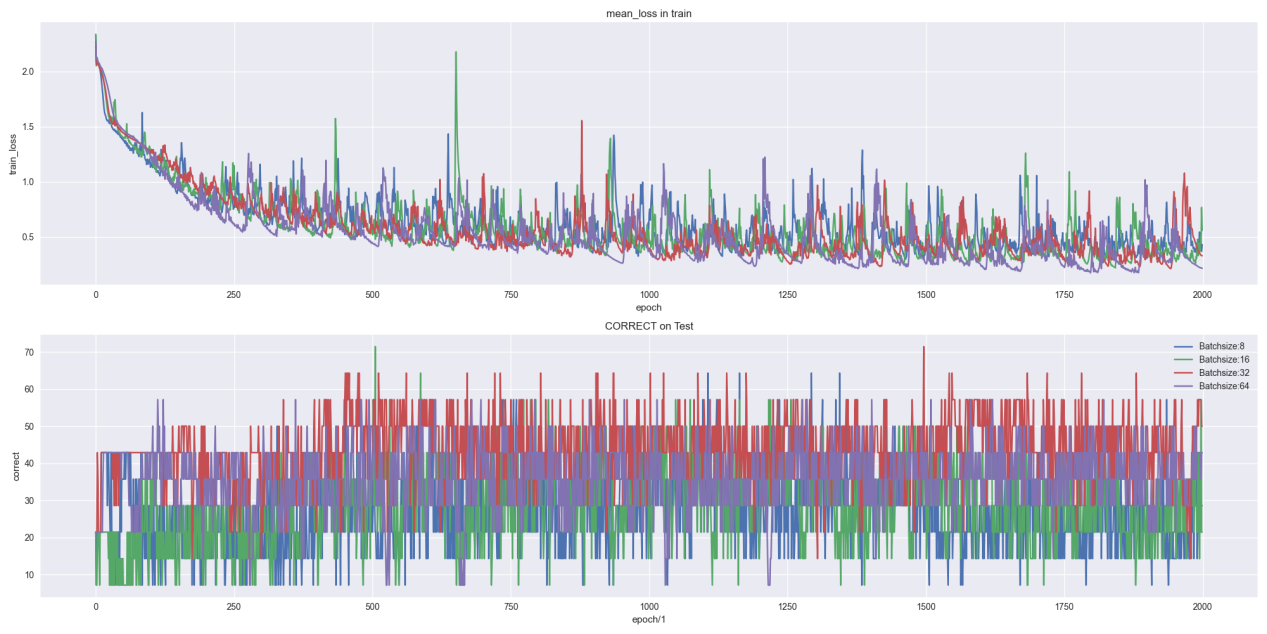 mean_loss in train
2.0
1.5
1.0
0.5
train_loss
0 250 500 750 1000 1250 1500 1750 2000
epoch
CORRECT on Test
70
60
50
40
30
20
10
correct
Batchsize:8
Batchsize:16
Batchsize:32
Batchsize:64
0 250 500 750 1000 1250 1500 1750 2000
epoch/1